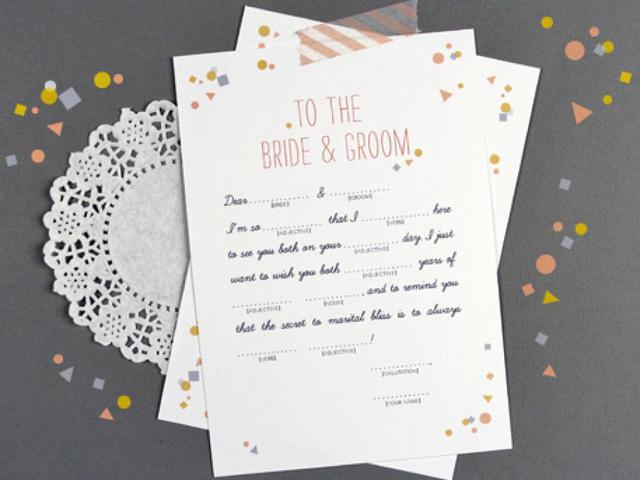 TO THE
BRIDE & GROOM
Dear .............. & ................
[BRIDE] [GROOM]
I'm so ................ that I ................ here
[ADJECTIVE] [VERB]
to see you both on your .............. day. I just
[ADJECTIVE]
want to wish you both ................ years of
[ADJECTIVE]
................ ................, and to remind you
[ADJECTIVE] [NOUN]
that the secret to marital bliss is to always
................ ................!
[VERB] [ADJECTIVE]
................,
[SALUTATION]
................
[YOUR NAME]